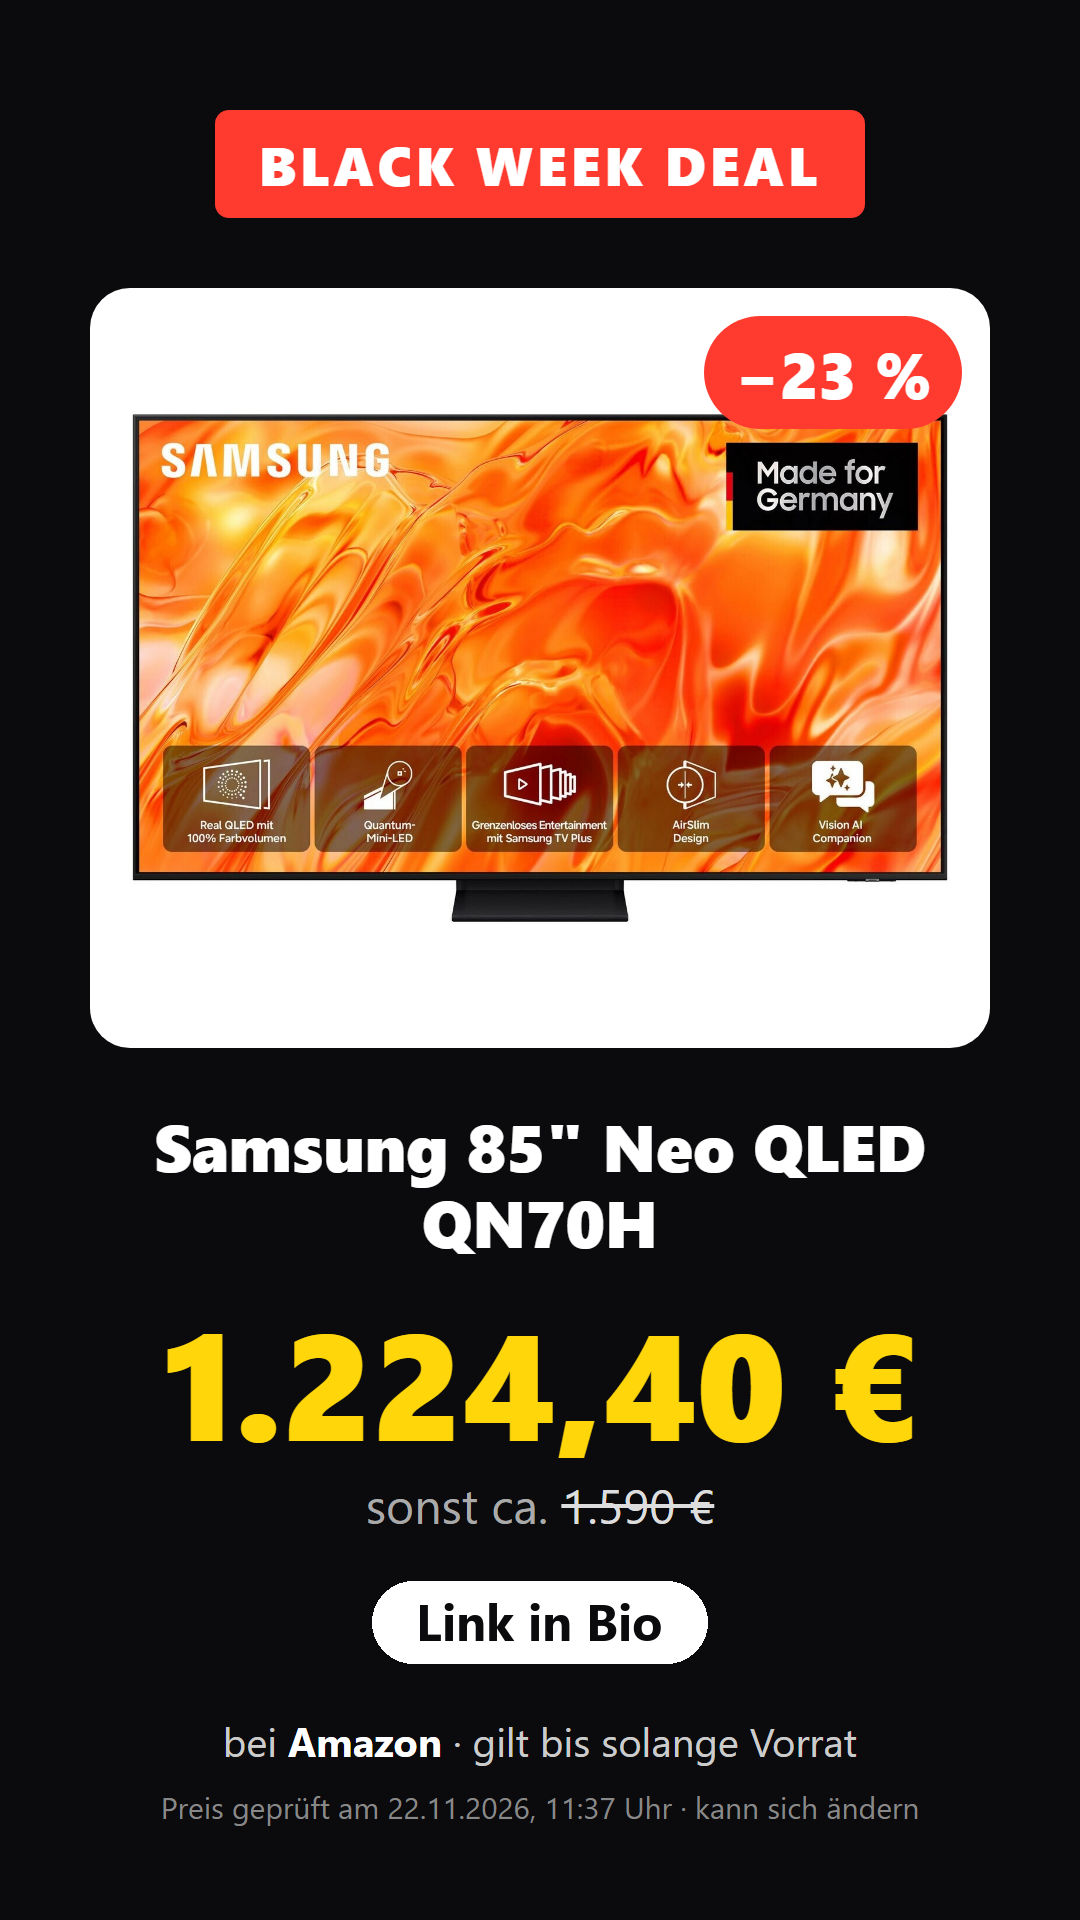 BLACK WEEK DEAL
–23 %
SAMSUNG
Made for
Germany
Real QLED mit
100% Farbvolumen
Quantum-
Mini-LED
Grenzenloses Entertainment
mit Samsung TV Plus
AirSlim
Design
Vision AI
Companion
Samsung 85" Neo QLED
QN70H
1.224,40 €
sonst ca. 1.590 €
Link in Bio
bei Amazon · gilt bis solange Vorrat
Preis geprüft am 22.11.2026, 11:37 Uhr · kann sich ändern